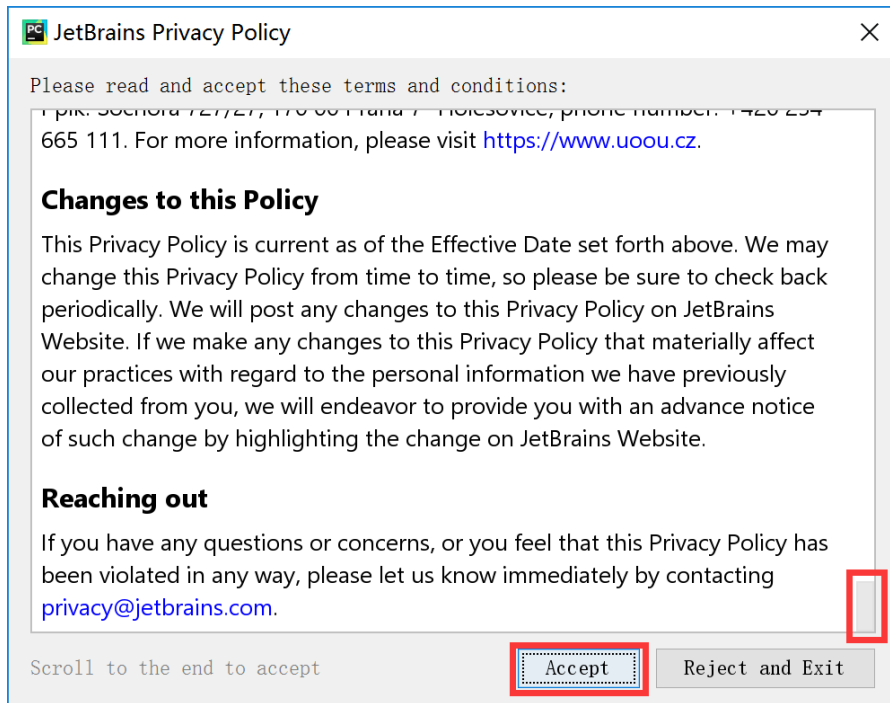 PC JetBrains Privacy Policy
Please read and accept these terms and conditions:
665 111. For more information, please visit https://www.uoou.cz.
Changes to this Policy
This Privacy Policy is current as of the Effective Date set forth above. We may
change this Privacy Policy from time to time, so please be sure to check back
periodically. We will post any changes to this Privacy Policy on JetBrains
Website. If we make any changes to this Privacy Policy that materially affect
our practices with regard to the personal information we have previously
collected from you, we will endeavor to provide you with an advance notice
of such change by highlighting the change on JetBrains Website.
Reaching out
If you have any questions or concerns, or you feel that this Privacy Policy has
been violated in any way, please let us know immediately by contacting
privacy@jetbrains.com.
Scroll to the end to accept
Accept
Reject and Exit